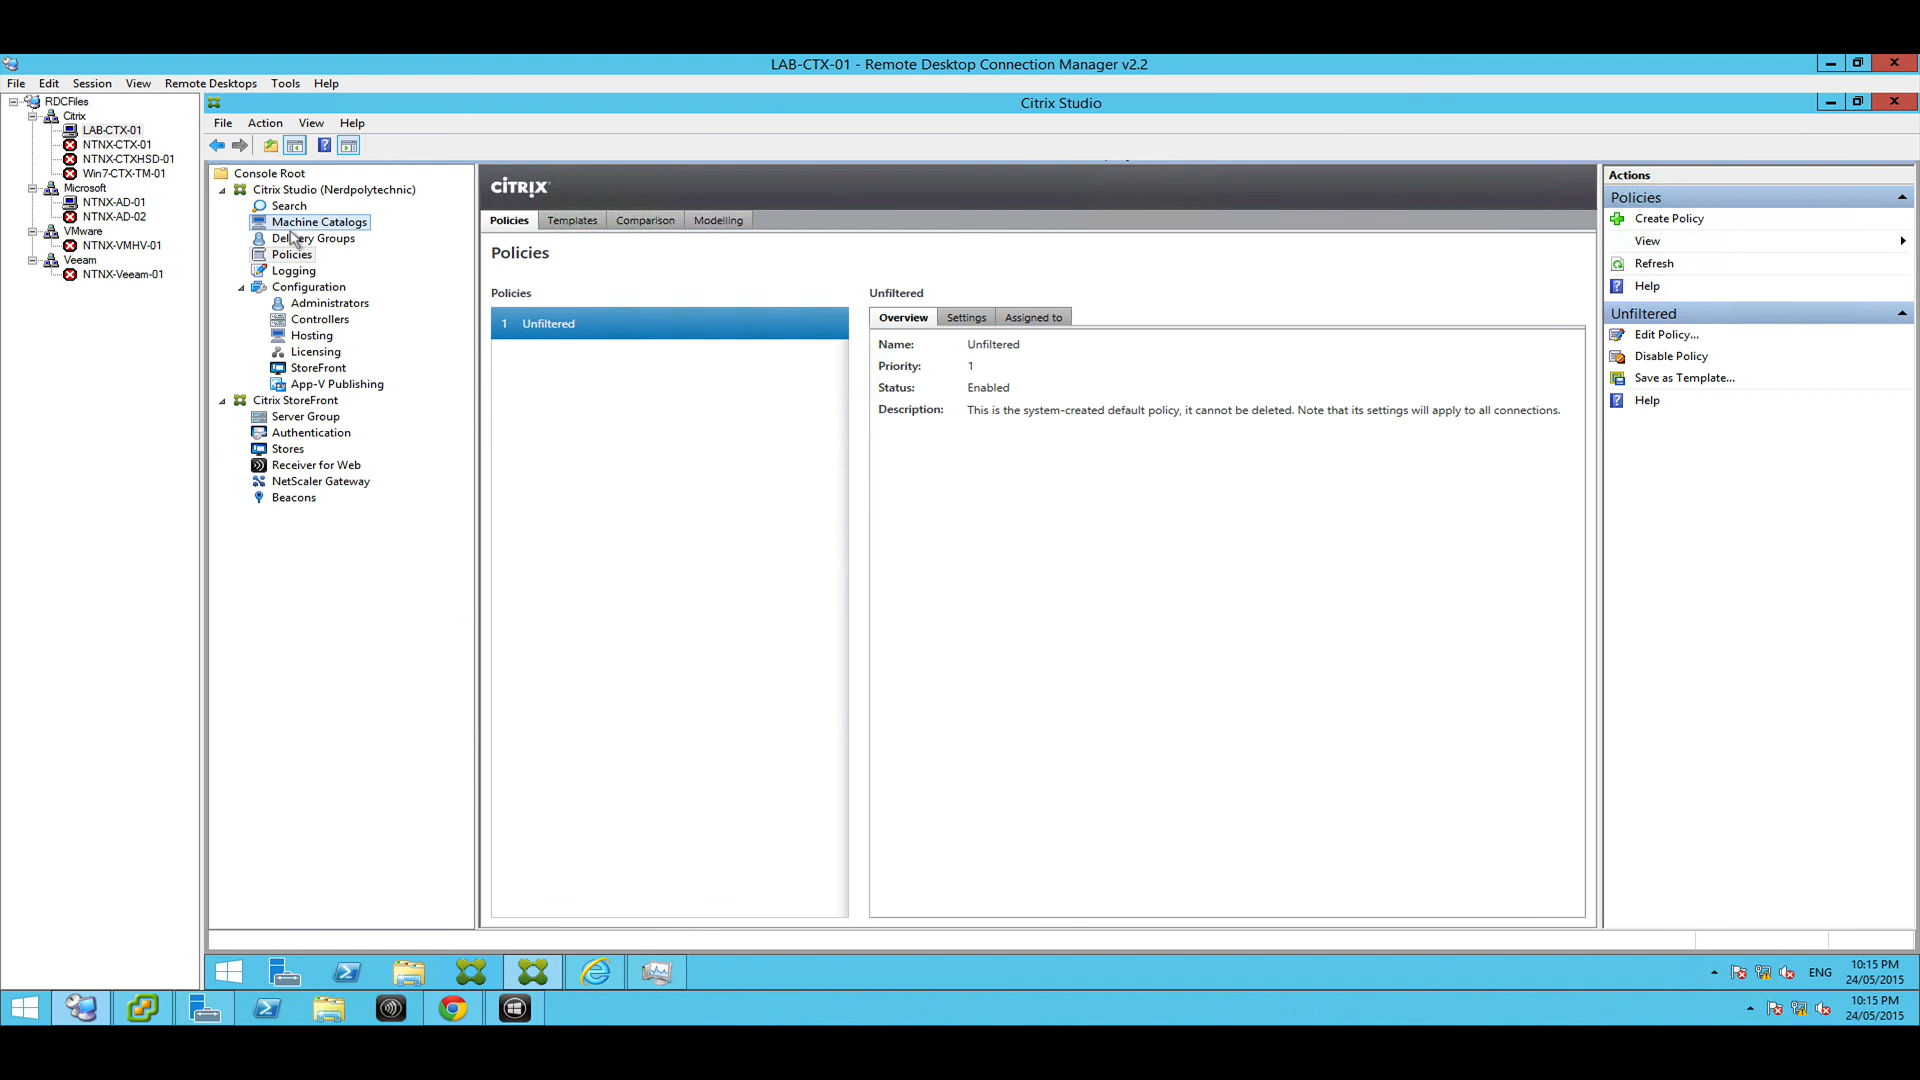 LAB-CTX-01 - Remote Desktop Connection Manager v2.2
File Edit Session View Remote Desktops Tools Help
RDCFiles
Citrix
LAB-CTX-01
NTNX-CTX-01
NTNX-CTXHSD-01
Win7-CTX-TM-01
Microsoft
NTNX-AD-01
NTNX-AD-02
VMware
NTNX-VMHV-01
Veeam
NTNX-Veeam-01
Citrix Studio
File Action View Help
Console Root
Citrix Studio (Nerdpolytechnic)
Search
Machine Catalogs
Delivery Groups
Policies
Logging
Configuration
Administrators
Controllers
Hosting
Licensing
StoreFront
App-V Publishing
Citrix StoreFront
Server Group
Authentication
Stores
Receiver for Web
NetScaler Gateway
Beacons
CITRIX
Policies Templates Comparison Modelling
Policies
Policies
1 Unfiltered
Unfiltered
Overview Settings Assigned to
Name: Unfiltered
Priority: 1
Status: Enabled
Description: This is the system-created default policy, it cannot be deleted. Note that its settings will apply to all connections.
Actions
Policies
Create Policy
View
Refresh
Help
Unfiltered
Edit Policy...
Disable Policy
Save as Template...
Help
ENG 10:15 PM
24/05/2015
10:15 PM
24/05/2015